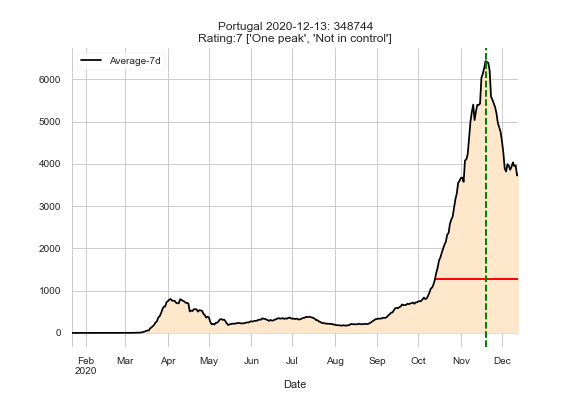 Portugal 2020-12-13: 348744
Rating:7 ['One peak', 'Not in control']
Average-7d
6000
5000
4000
3000
2000
1000
0
Feb Mar Apr May Jun Jul Aug Sep Oct Nov Dec
2020
Date